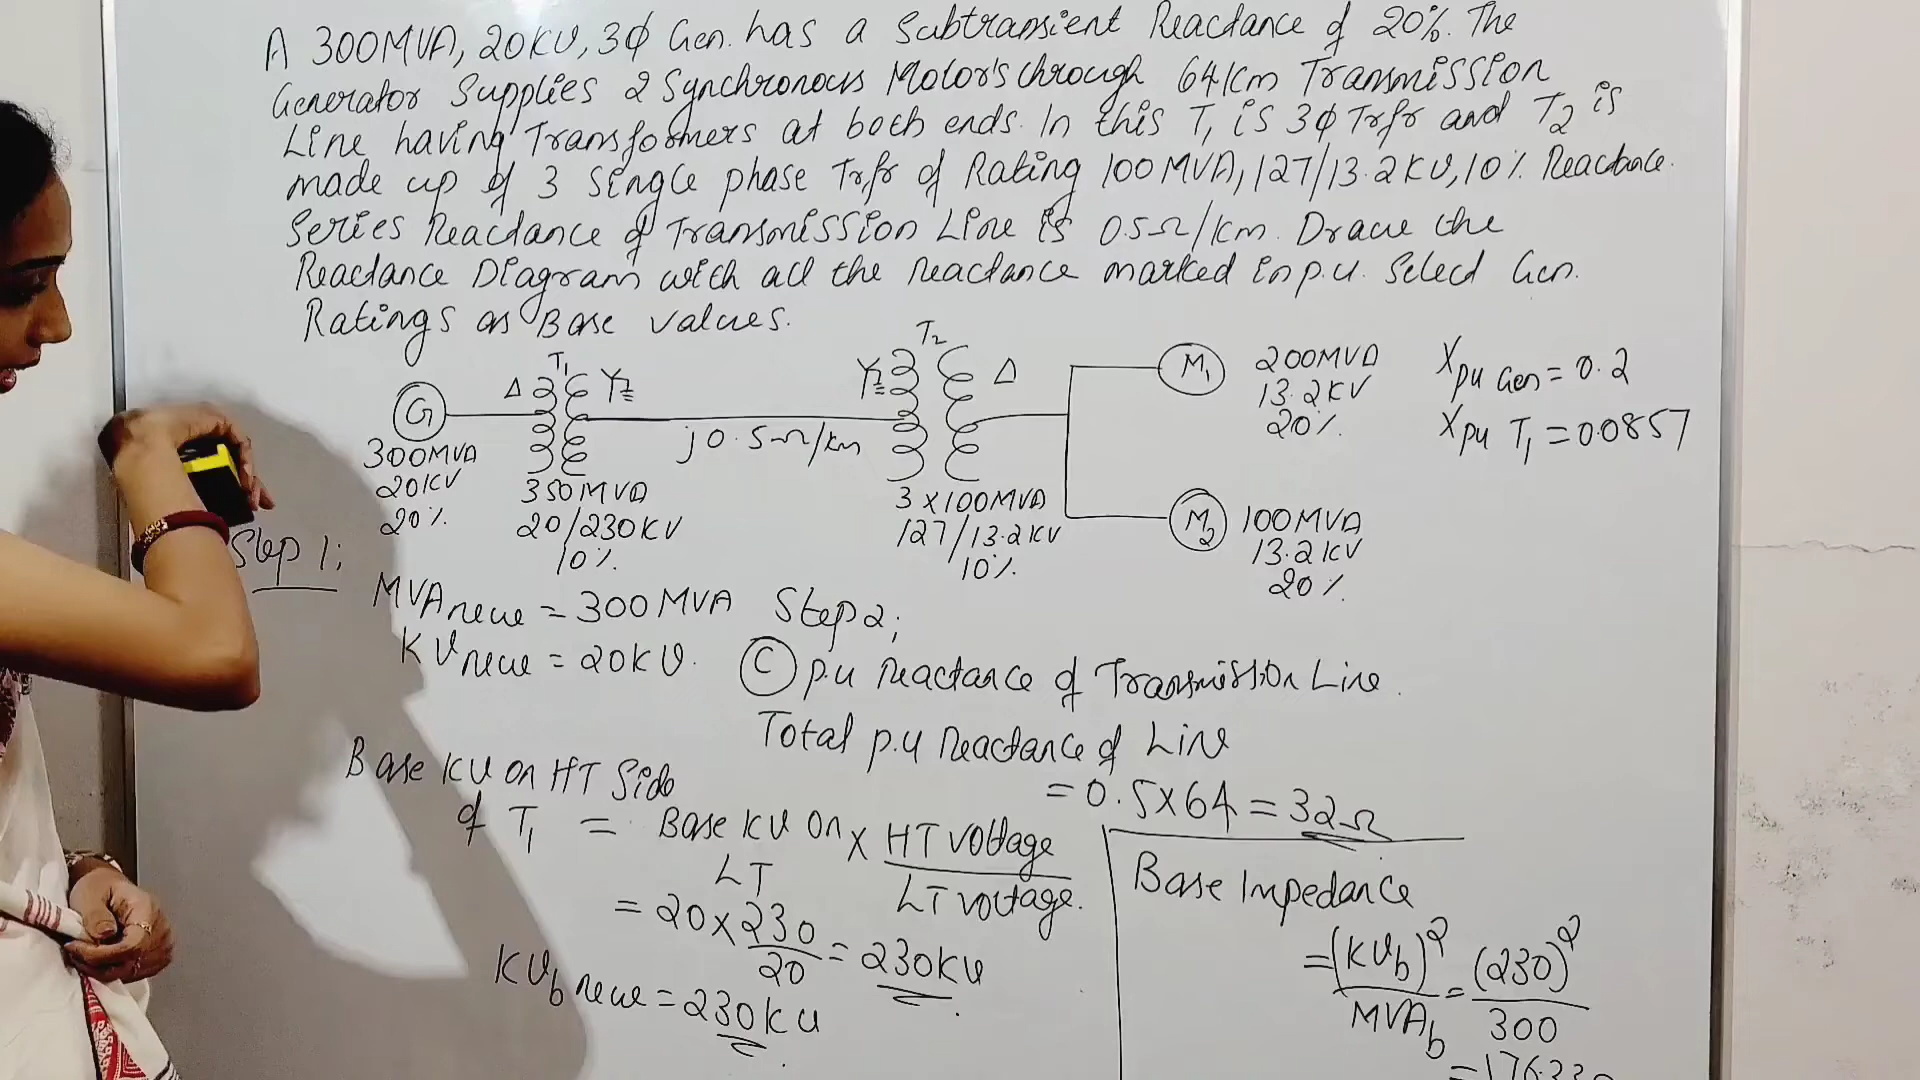 A 300MVA, 20KV, 3ϕ Gen. has a Subtransient Reactance of 20%. The
Generator Supplies 2 Synchronous Motor's through 64Km Transmission
Line having Transformers at both ends. In this T1 is 3ϕ Trfr and T2 is
made up of 3 Single phase Trfr of Rating 100MVA, 127/13.2KV, 10% Reactance.
Series Reactance of Transmission Line is 0.5Ω/Km. Draw the
Reactance Diagram with all the reactance marked in p.u. Select Gen.
Ratings as Base values.
T1
T2
G
Δ
Y
Y
Δ
j0.5Ω/km
300MVA
20KV
20%.
350MVA
20/230KV
10%.
3×100MVA
127/13.2KV
10%.
M1
200MVA
13.2KV
20%.
M2
100MVA
13.2KV
20%.
Xpu Gen = 0.2
Xpu T1 = 0.0857
Step 1;
MVAnew = 300MVA
KVnew = 20KV.
Base KV on HT Side
of T1 = Base KV on LT × HT Voltage / LT Voltage.
= 20 × 230/20 = 230KV
KVb new = 230KV
Step 2;
(C) p.u Reactance of Transmission Line.
Total p.u Reactance of Line
= 0.5×64 = 32Ω
Base Impedance
= (KVb)² / MVAb = (230)² / 300